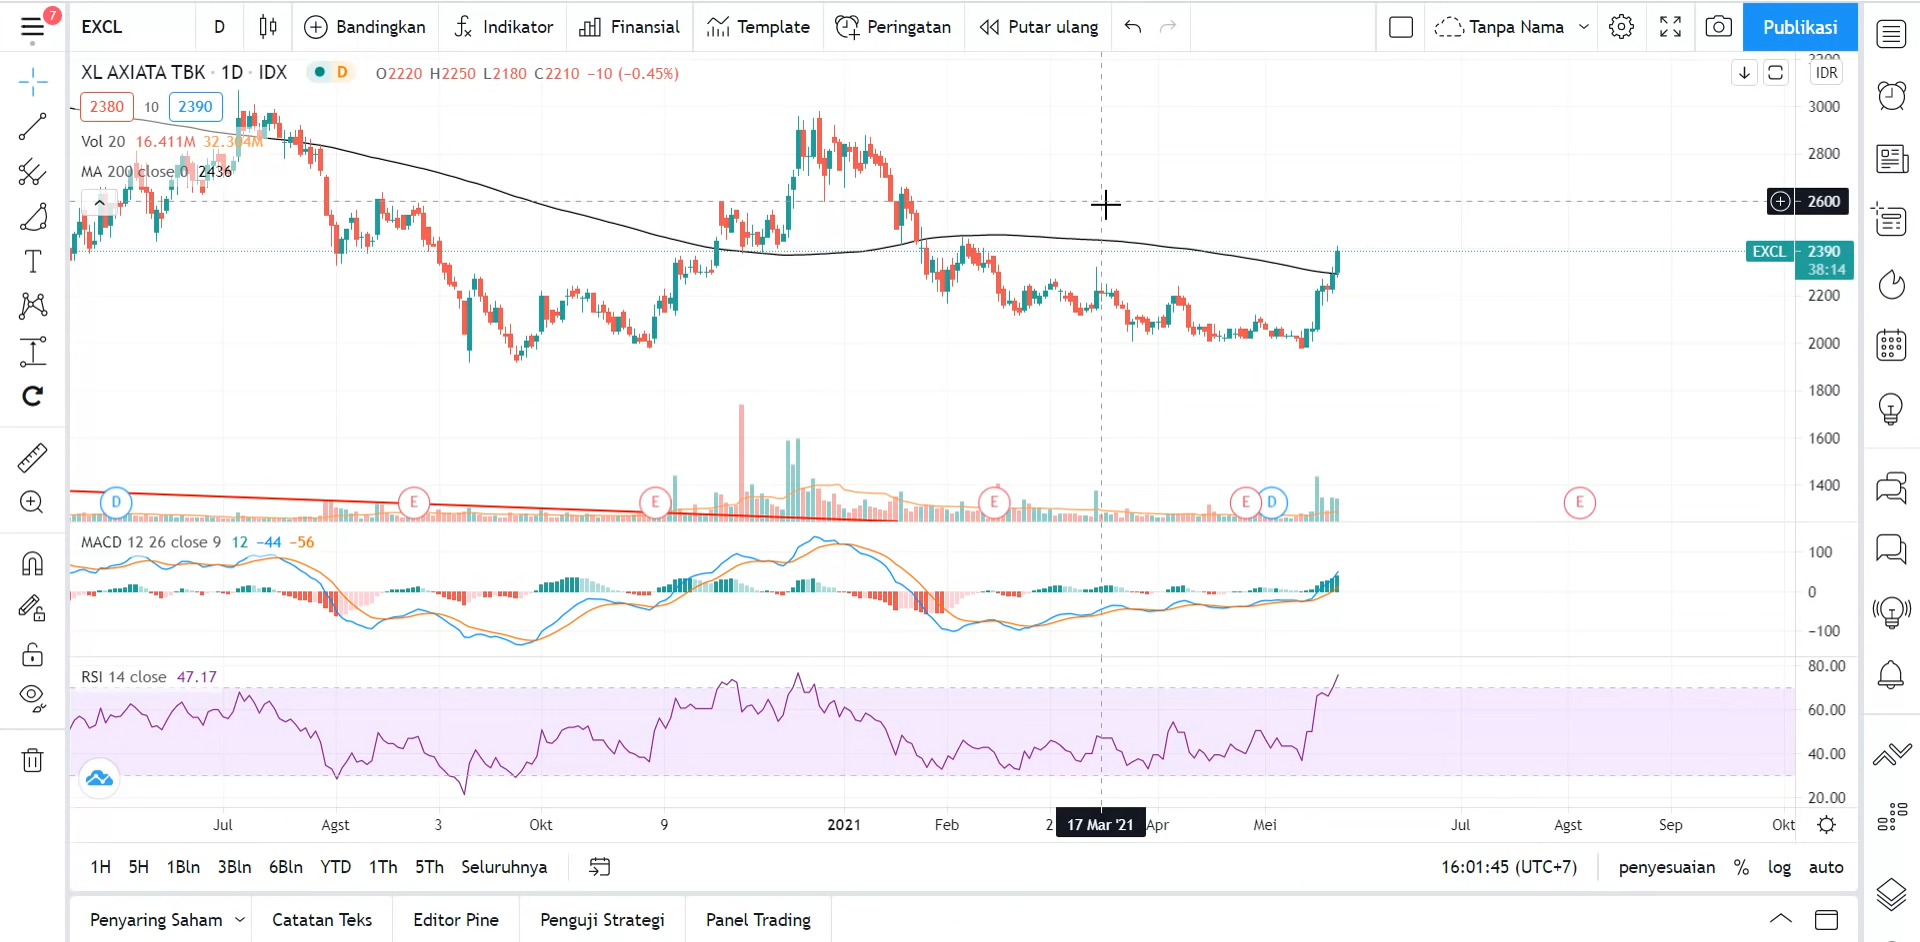 7
EXCL
D
Bandingkan
Indikator
Finansial
Template
Peringatan
Putar ulang
Tanpa Nama
Publikasi
XL AXIATA TBK · 1D · IDX
D
O2220 H2250 L2180 C2210 −10 (−0.45%)
IDR
2380 10 2390
3000
Vol 20 16.411M 32.304M
2800
MA 200 close 0 2436
2600
EXCL 2390
38:14
2200
2000
1800
1600
1400
D E E E E D E
MACD 12 26 close 9 12 −44 −56
100
0
−100
RSI 14 close 47.17
80.00
60.00
40.00
20.00
Jul Agst 3 Okt 9 2021 Feb 2 17 Mar '21 Apr Mei Jul Agst Sep Okt
1H 5H 1Bln 3Bln 6Bln YTD 1Th 5Th Seluruhnya
16:01:45 (UTC+7) penyesuaian % log auto
Penyaring Saham Catatan Teks Editor Pine Penguji Strategi Panel Trading